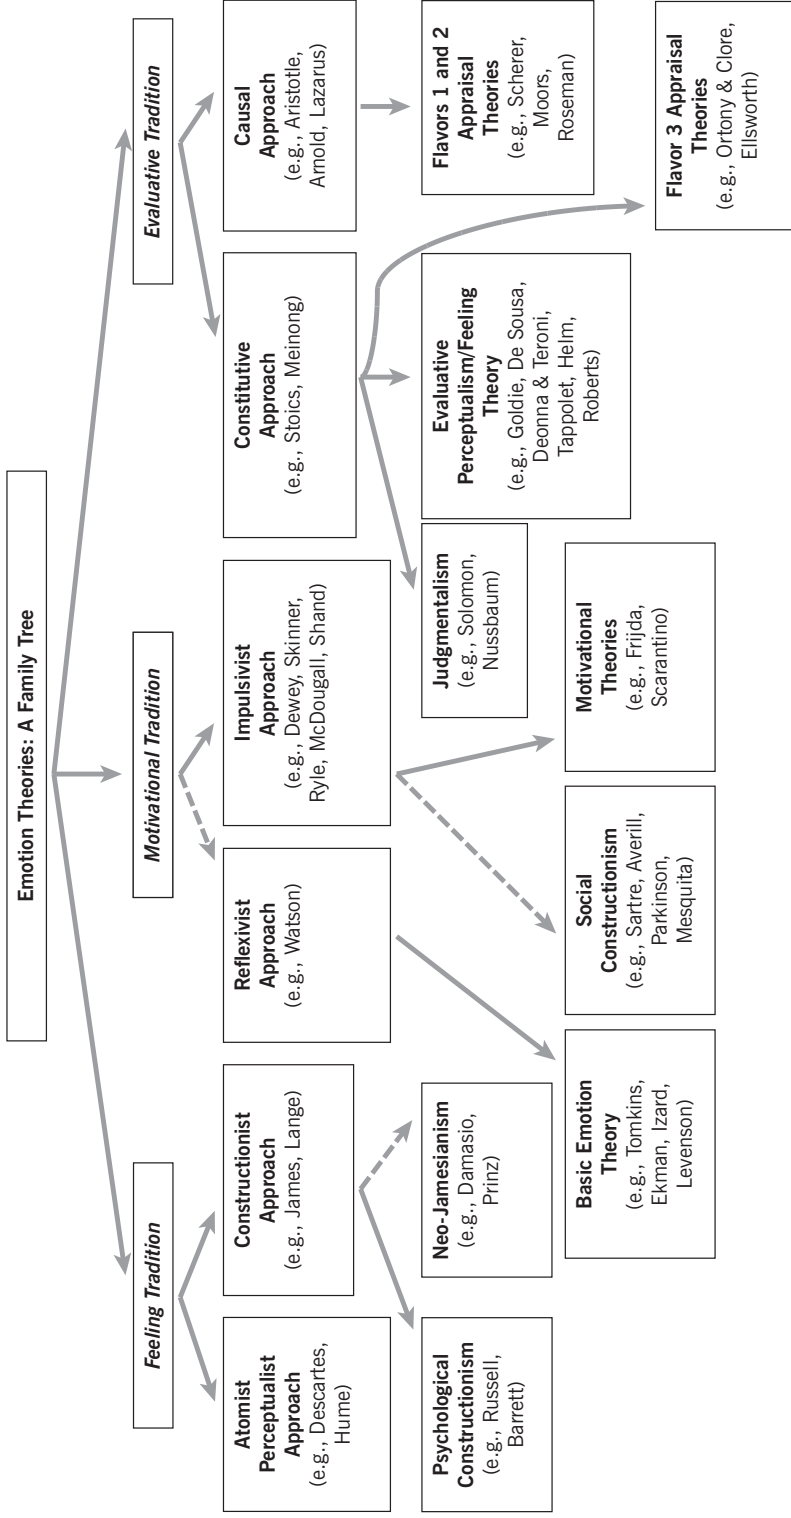 Emotion Theories: A Family Tree
Feeling Tradition
Motivational Tradition
Evaluative Tradition
Atomist
Perceptualist
Approach
(e.g., Descartes,
Hume)
Constructionist
Approach
(e.g., James, Lange)
Reflexivist
Approach
(e.g., Watson)
Impulsivist
Approach
(e.g., Dewey, Skinner,
Ryle, McDougall, Shand)
Constitutive
Approach
(e.g., Stoics, Meinong)
Causal
Approach
(e.g., Aristotle,
Arnold, Lazarus)
Psychological
Constructionism
(e.g., Russell,
Barrett)
Neo-Jamesianism
(e.g., Damasio,
Prinz)
Judgmentalism
(e.g., Solomon,
Nussbaum)
Evaluative
Perceptualism/Feeling
Theory
(e.g., Goldie, De Sousa,
Deonna & Teroni,
Tappolet, Helm,
Roberts)
Flavors 1 and 2
Appraisal
Theories
(e.g., Scherer,
Moors,
Roseman)
Basic Emotion
Theory
(e.g., Tomkins,
Ekman, Izard,
Levenson)
Social
Constructionism
(e.g., Sartre, Averill,
Parkinson,
Mesquita)
Motivational
Theories
(e.g., Frijda,
Scarantino)
Flavor 3 Appraisal
Theories
(e.g., Ortony & Clore,
Ellsworth)